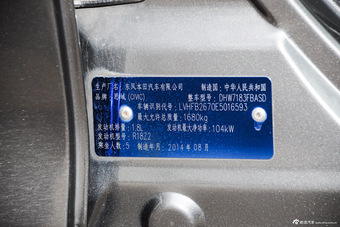 生产厂名:东风本田汽车有限公司 制造国:中华人民共和国
品牌:思域(CIVIC) 整车型号:DHW7183FBASD
车辆识别代号:LVHFB2670E5016593
最大允许总质量:1680kg
发动机排量:1.8L 发动机最大净功率:104kW
发动机型号:R18Z2
乘坐人数:5 制造年月:2014年08月